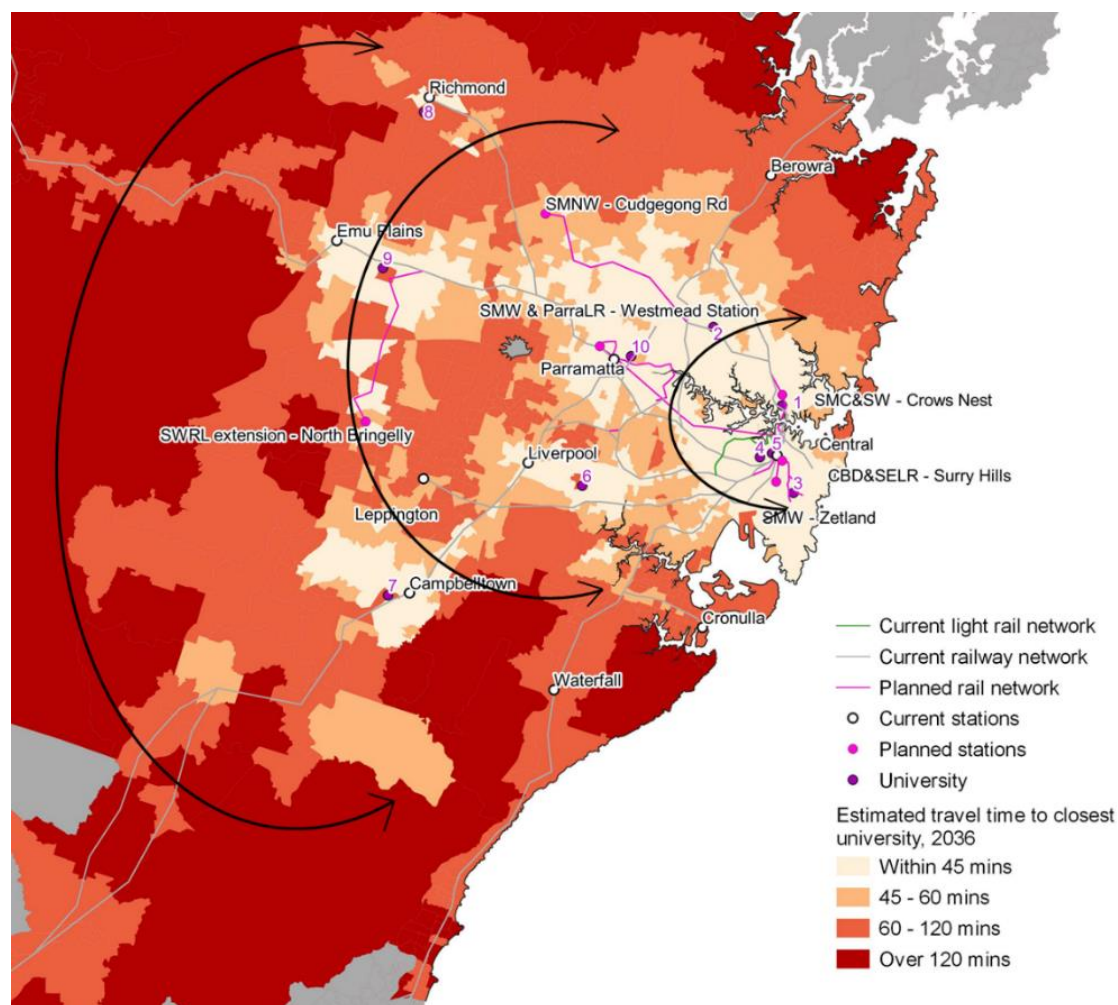 Richmond
8
Berowra
SMNW - Cudgegong Rd
Emu Plains
9
SMW & ParraLR - Westmead Station
2
10
Parramatta
1
SMC&SW - Crows Nest
SWRL extension - North Bringelly
Liverpool
4
5
Central
6
CBD&SELR - Surry Hills
3
Leppington
SMW - Zetland
7
Campbelltown
Cronulla
Waterfall
Current light rail network
Current railway network
Planned rail network
Current stations
Planned stations
University
Estimated travel time to closest
university, 2036
Within 45 mins
45 - 60 mins
60 - 120 mins
Over 120 mins